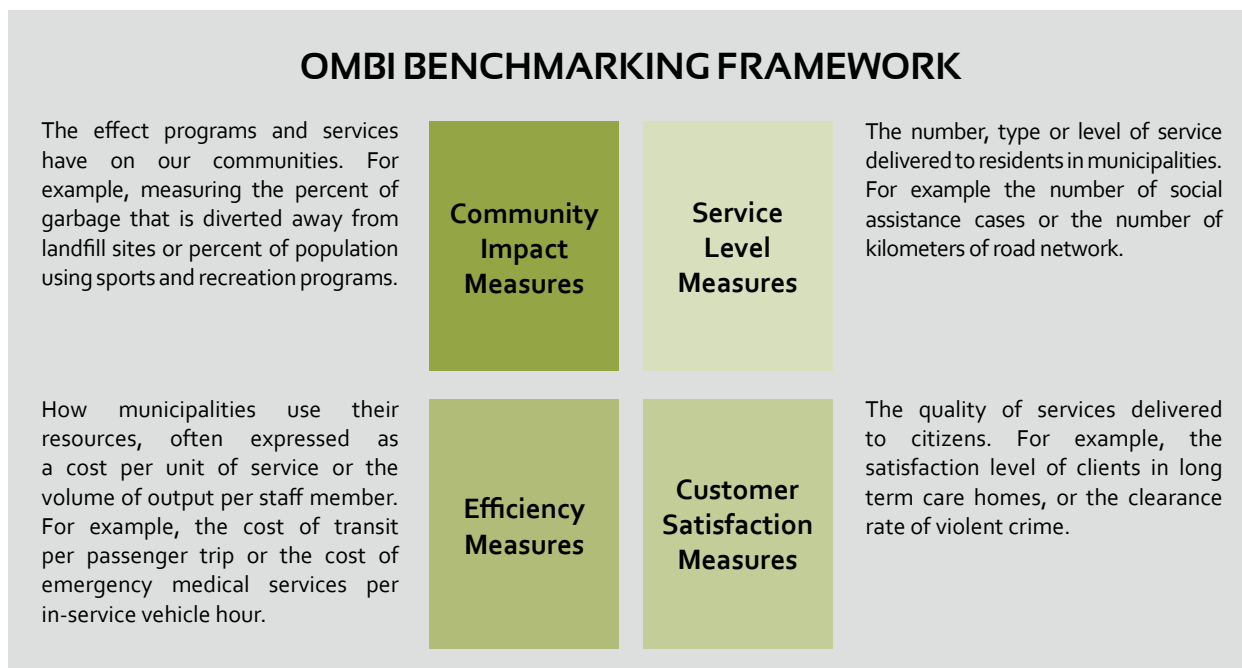 OMBI BENCHMARKING FRAMEWORK
The effect programs and services
have on our communities. For
example, measuring the percent of
garbage that is diverted away from
landfill sites or percent of population
using sports and recreation programs.
Community
Impact
Measures
Service
Level
Measures
The number, type or level of service
delivered to residents in municipalities.
For example the number of social
assistance cases or the number of
kilometers of road network.
How municipalities use their
resources, often expressed as
a cost per unit of service or the
volume of output per staff member.
For example, the cost of transit
per passenger trip or the cost of
emergency medical services per
in-service vehicle hour.
Efficiency
Measures
Customer
Satisfaction
Measures
The quality of services delivered
to citizens. For example, the
satisfaction level of clients in long
term care homes, or the clearance
rate of violent crime.